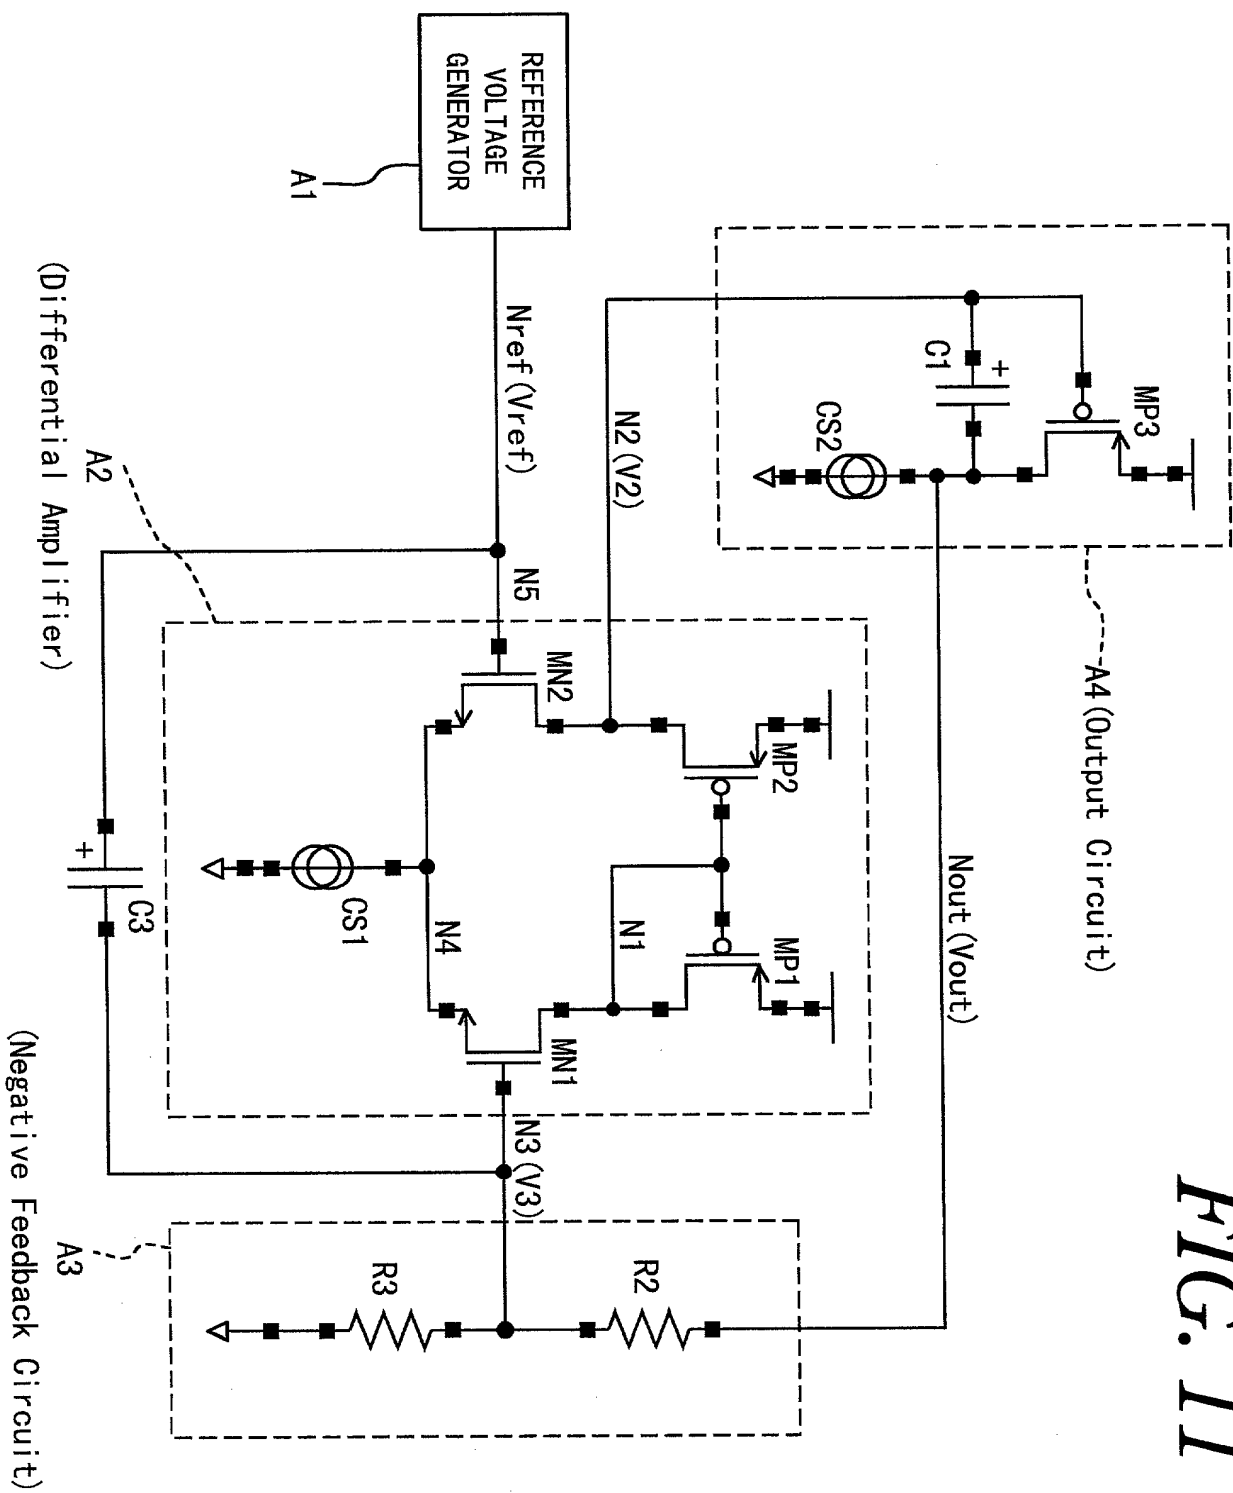 FIG. 11
A4(Output Circuit)
MP3
C1
+
CS2
Nout(Vout)
N2(V2)
REFERENCE
VOLTAGE
GENERATOR
A1
Nref(Vref)
N5
MN2
MP2
MP1
N1
MN1
N4
CS1
N3(V3)
R2
R3
A3
(Negative Feedback Circuit)
A2
(Differential Amplifier)
+
C3